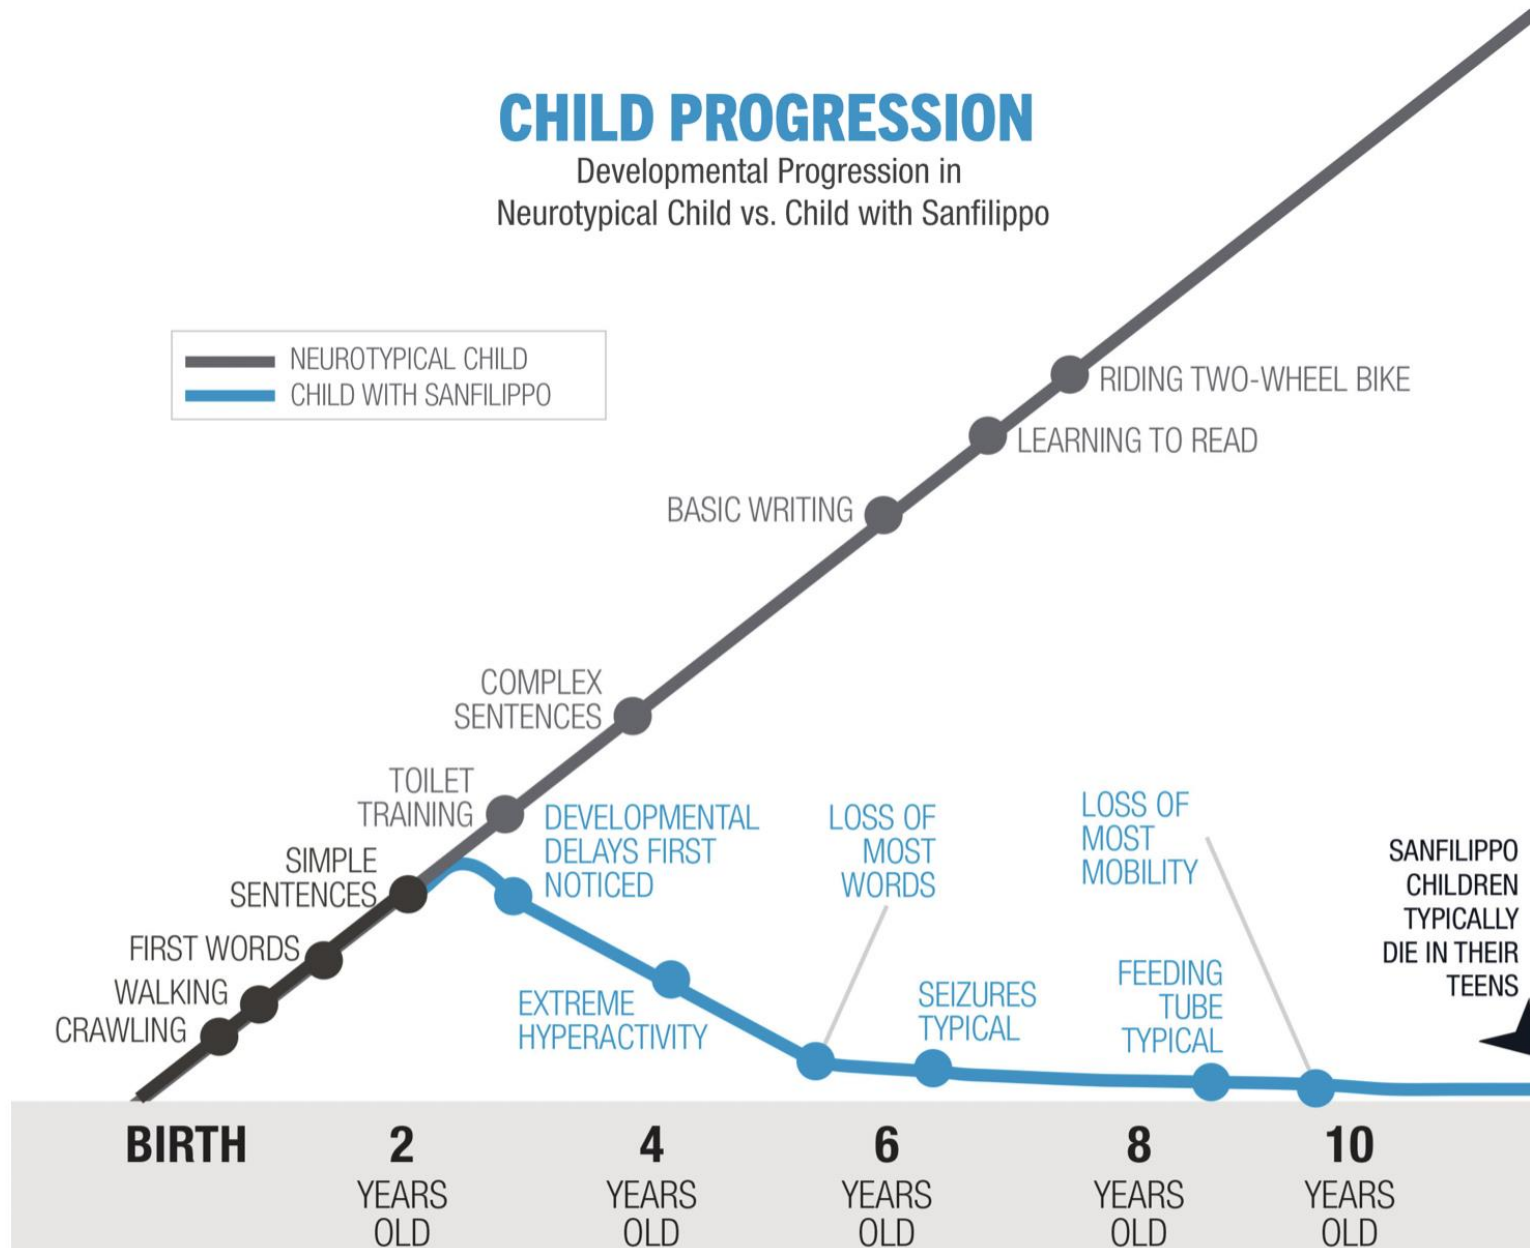 CHILD PROGRESSION
Developmental Progression in
Neurotypical Child vs. Child with Sanfilippo
NEUROTYPICAL CHILD
CHILD WITH SANFILIPPO
RIDING TWO-WHEEL BIKE
LEARNING TO READ
BASIC WRITING
COMPLEX
SENTENCES
TOILET
TRAINING
SIMPLE
SENTENCES
FIRST WORDS
WALKING
CRAWLING
DEVELOPMENTAL
DELAYS FIRST
NOTICED
EXTREME
HYPERACTIVITY
LOSS OF
MOST
WORDS
SEIZURES
TYPICAL
LOSS OF
MOST
MOBILITY
FEEDING
TUBE
TYPICAL
SANFILIPPO
CHILDREN
TYPICALLY
DIE IN THEIR
TEENS
BIRTH
2
YEARS
OLD
4
YEARS
OLD
6
YEARS
OLD
8
YEARS
OLD
10
YEARS
OLD